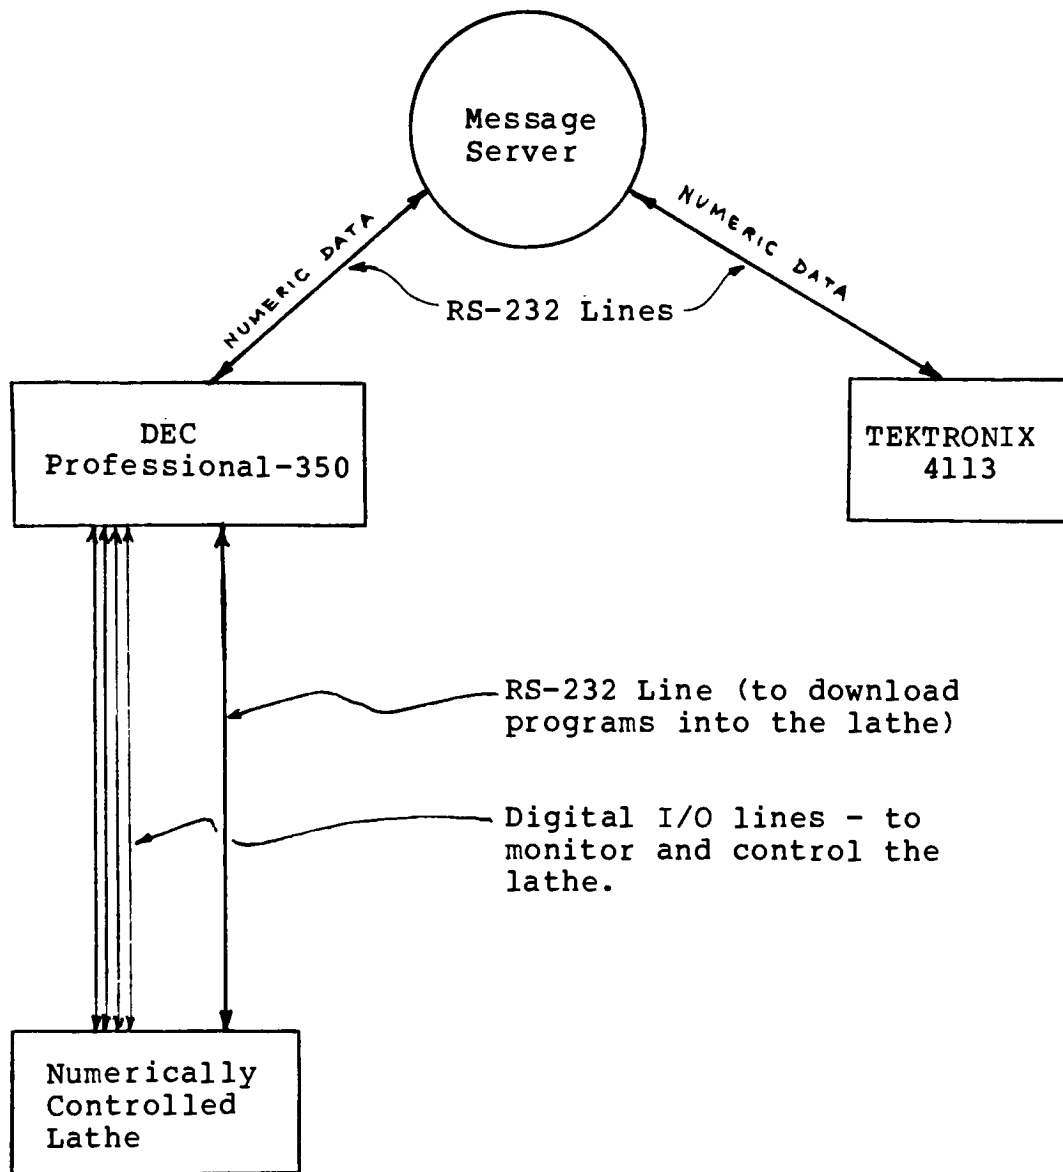 Message
Server
NUMERIC DATA
NUMERIC DATA
RS-232 Lines
DEC
Professional-350
TEKTRONIX
4113
RS-232 Line (to download
programs into the lathe)
Digital I/O lines - to
monitor and control the
lathe.
Numerically
Controlled
Lathe